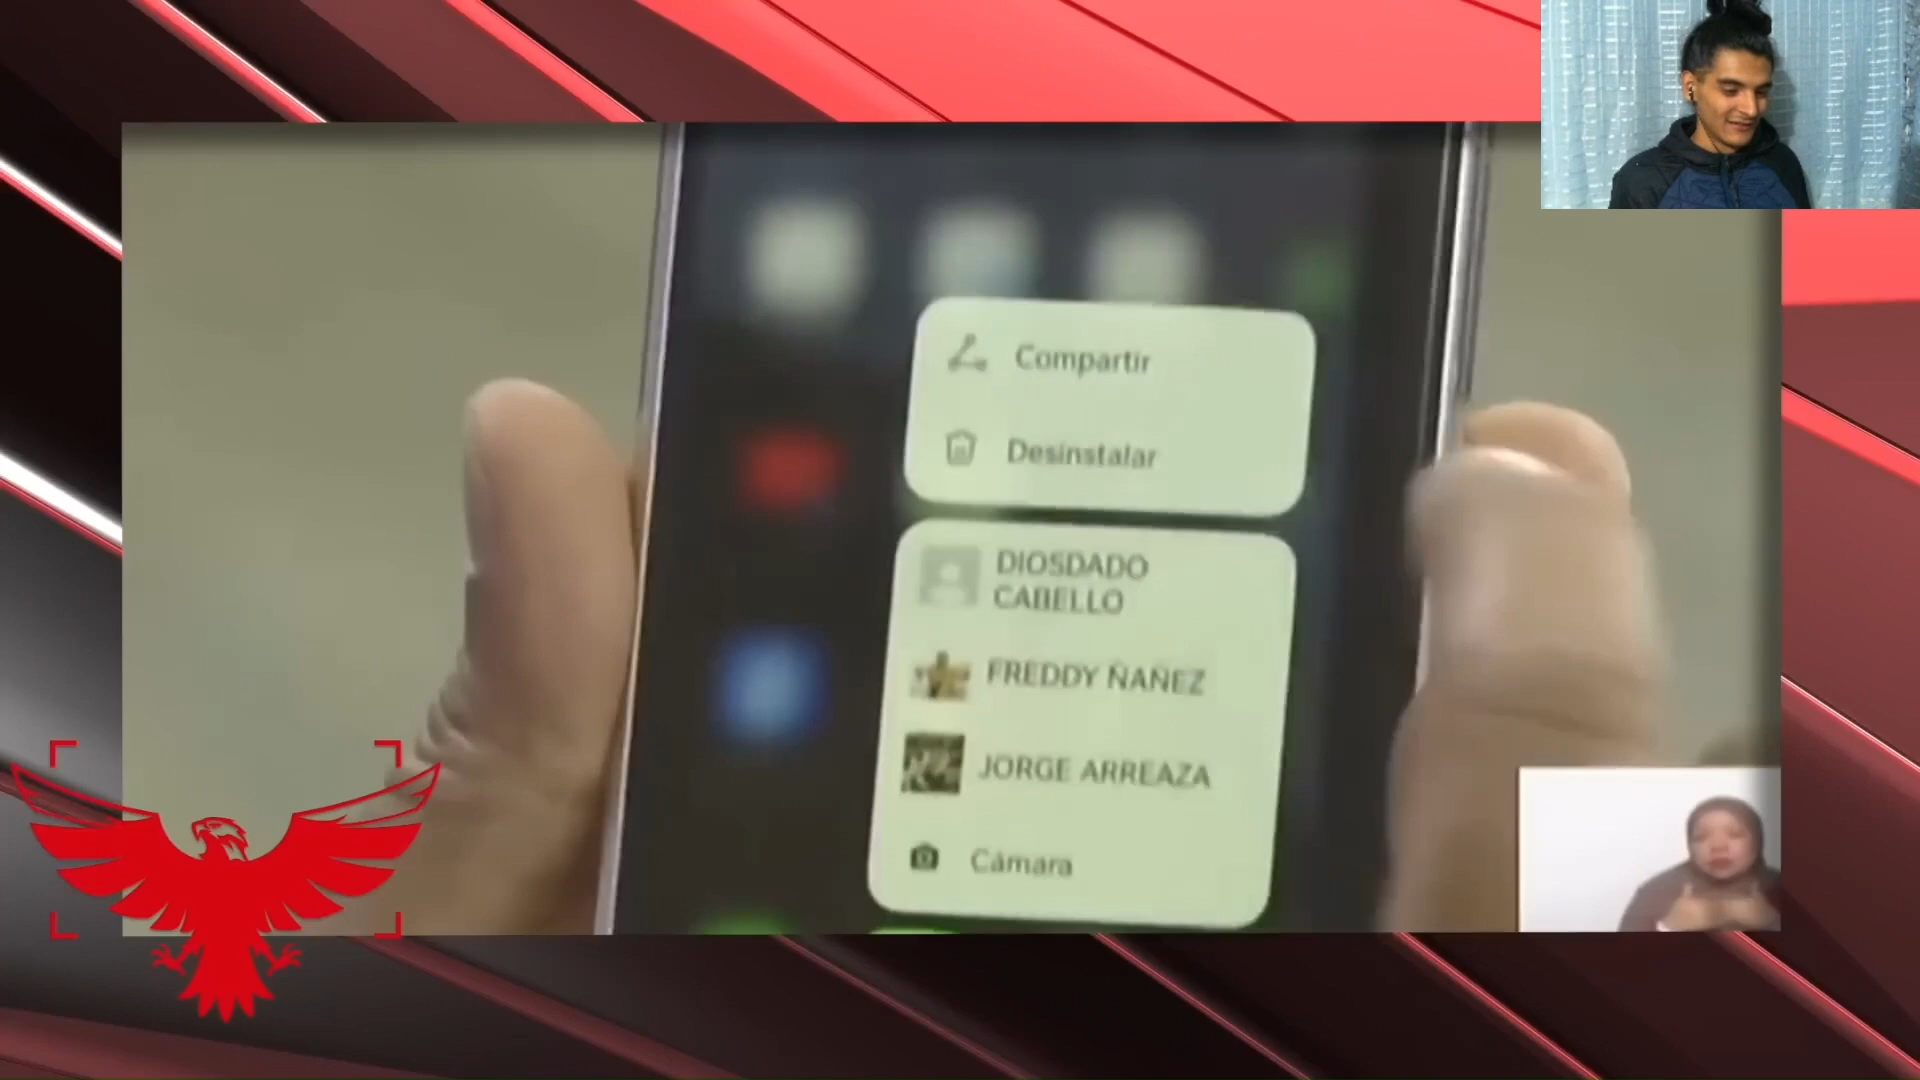 Compartir
Desinstalar
DIOSDADO
CABELLO
FREDDY ÑAÑEZ
JORGE ARREAZA
Cámara